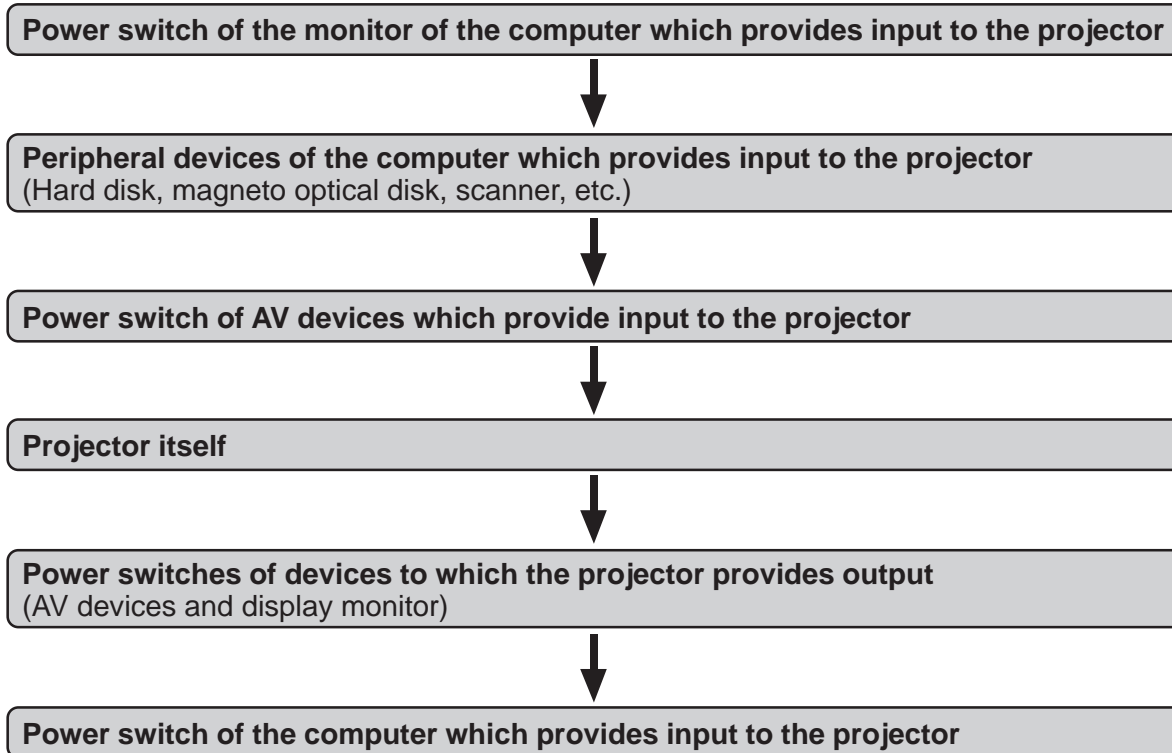 Power switch of the monitor of the computer which provides input to the projector
Peripheral devices of the computer which provides input to the projector
(Hard disk, magneto optical disk, scanner, etc.)
Power switch of AV devices which provide input to the projector
Projector itself
Power switches of devices to which the projector provides output
(AV devices and display monitor)
Power switch of the computer which provides input to the projector